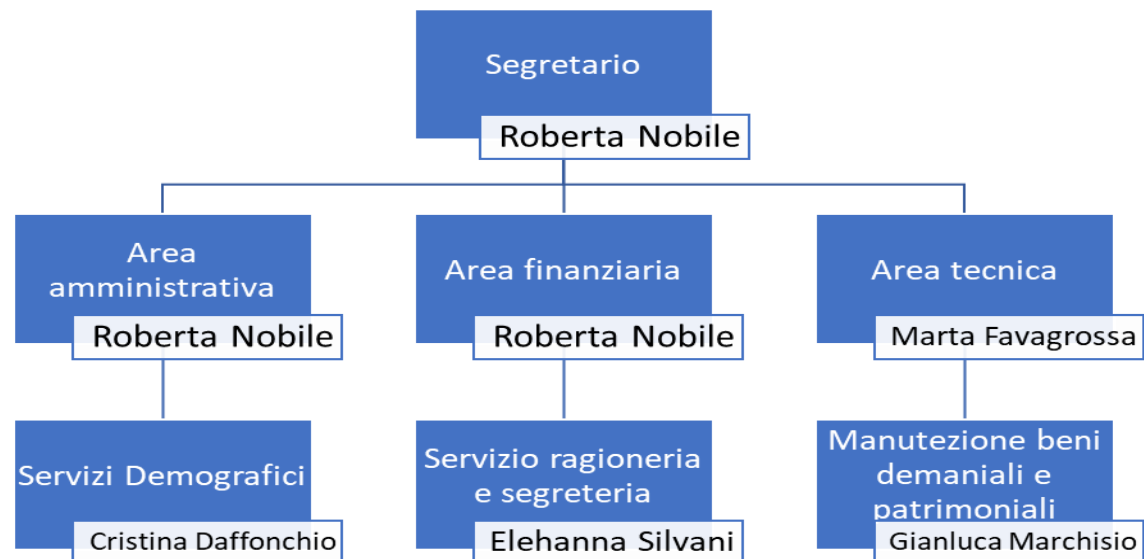 Segretario
Roberta Nobile
Area
amministrativa
Roberta Nobile
Area finanziaria
Roberta Nobile
Area tecnica
Marta Favagrossa
Servizi Demografici
Cristina Daffonchio
Servizio ragioneria
e segreteria
Elehanna Silvani
Manutezione beni
demaniali e
patrimoniali
Gianluca Marchisio